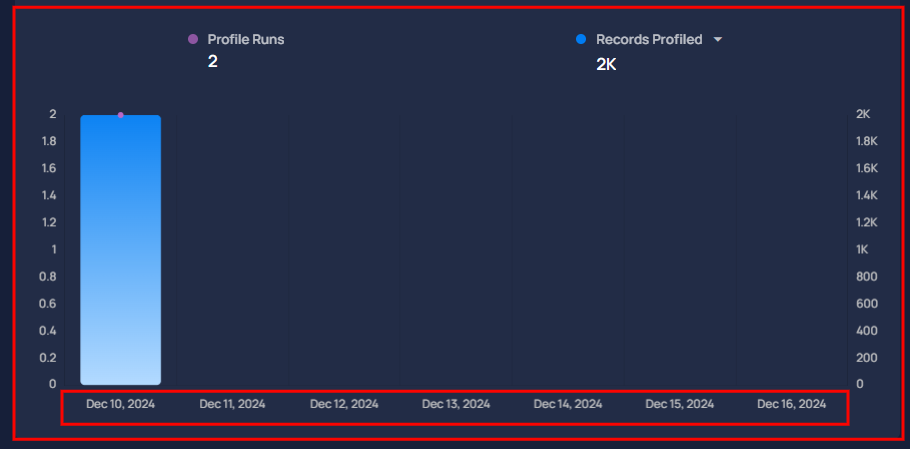 Profile Runs
2
Records Profiled
2K
2
1.8
1.6
1.4
1.2
1
0.8
0.6
0.4
0.2
0
2K
1.8K
1.6K
1.4K
1.2K
1K
800
600
400
200
0
Dec 10, 2024 Dec 11, 2024 Dec 12, 2024 Dec 13, 2024 Dec 14, 2024 Dec 15, 2024 Dec 16, 2024